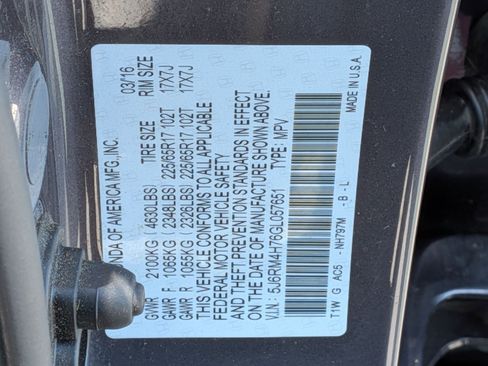 NDA OF AMERICA MFG., INC. 03/16
TIRE SIZE RIM SIZE
GVWR 2100KG (4630LBS)
GAWR F 1065KG (2348LBS) 225/65R17 102T 17X7J
GAWR R 1055KG (2326LBS) 225/65R17 102T 17X7J
THIS VEHICLE CONFORMS TO ALL APPLICABLE
FEDERAL MOTOR VEHICLE SAFETY
AND THEFT PREVENTION STANDARDS IN EFFECT
ON THE DATE OF MANUFACTURE SHOWN ABOVE.
V.I.N.: 5J6RM4H76GL057651 TYPE: MPV
T1W G AC5 NH797M -B-L MADE IN U.S.A.